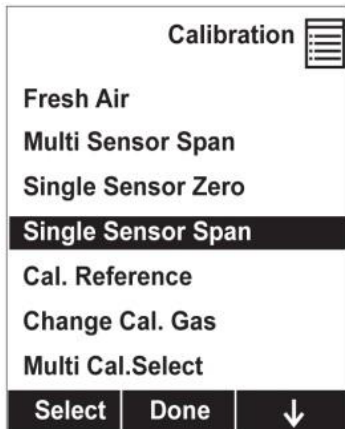 Calibration
Fresh Air
Multi Sensor Span
Single Sensor Zero
Single Sensor Span
Cal. Reference
Change Cal. Gas
Multi Cal.Select
Select Done ↓